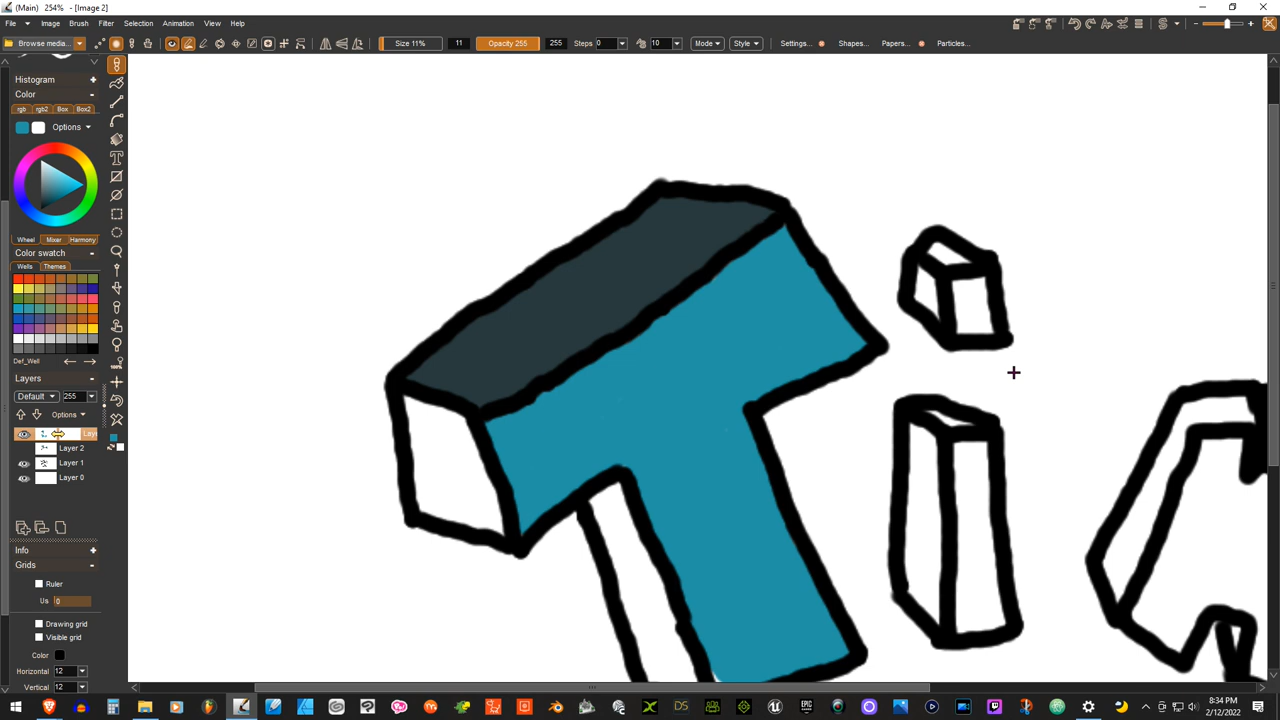 (Main) 254% - [Image 2]
File Image Brush Filter Selection Animation View Help
Browse media... Size 11% 11 Opacity 255 255 Steps 0 10 Mode Style Settings... Shapes... Papers... Particles...
Histogram
Color
rgb rgb2 Box Box2
Options
Wheel Mixer Harmony
Color swatch
Wells Themes
Def_Well
Layers
Default 255
Options
Layer 2
Layer 1
Layer 0
Info
Grids
Ruler
Us 0
Drawing grid
Visible grid
Color
Horizontal 12
Vertical 12
100%
8:34 PM
2/12/2022